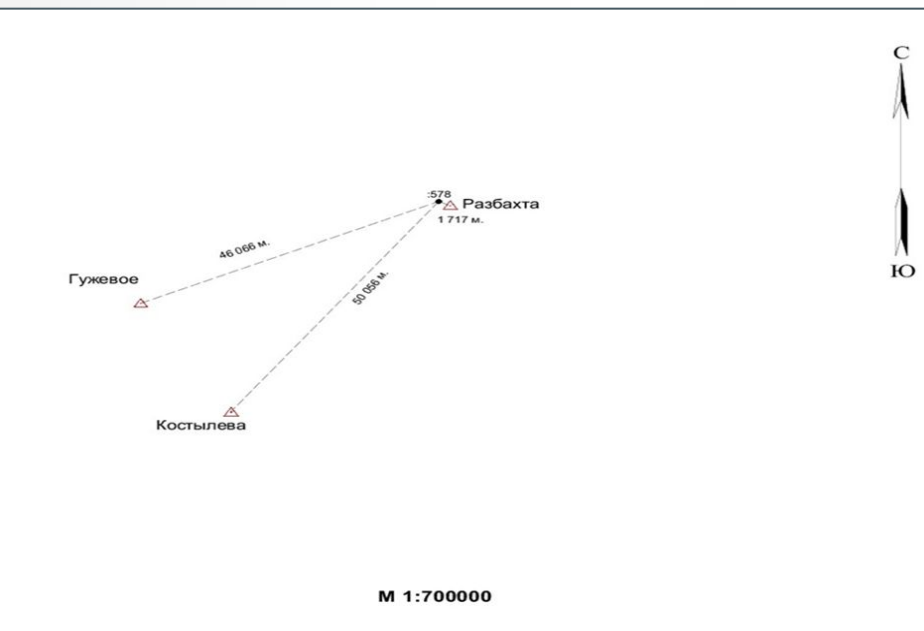 С
:578
Разбахта
1 717 м.
46 066 м.
Гужевое
50 056 м.
Ю
Костылева
М 1:700000